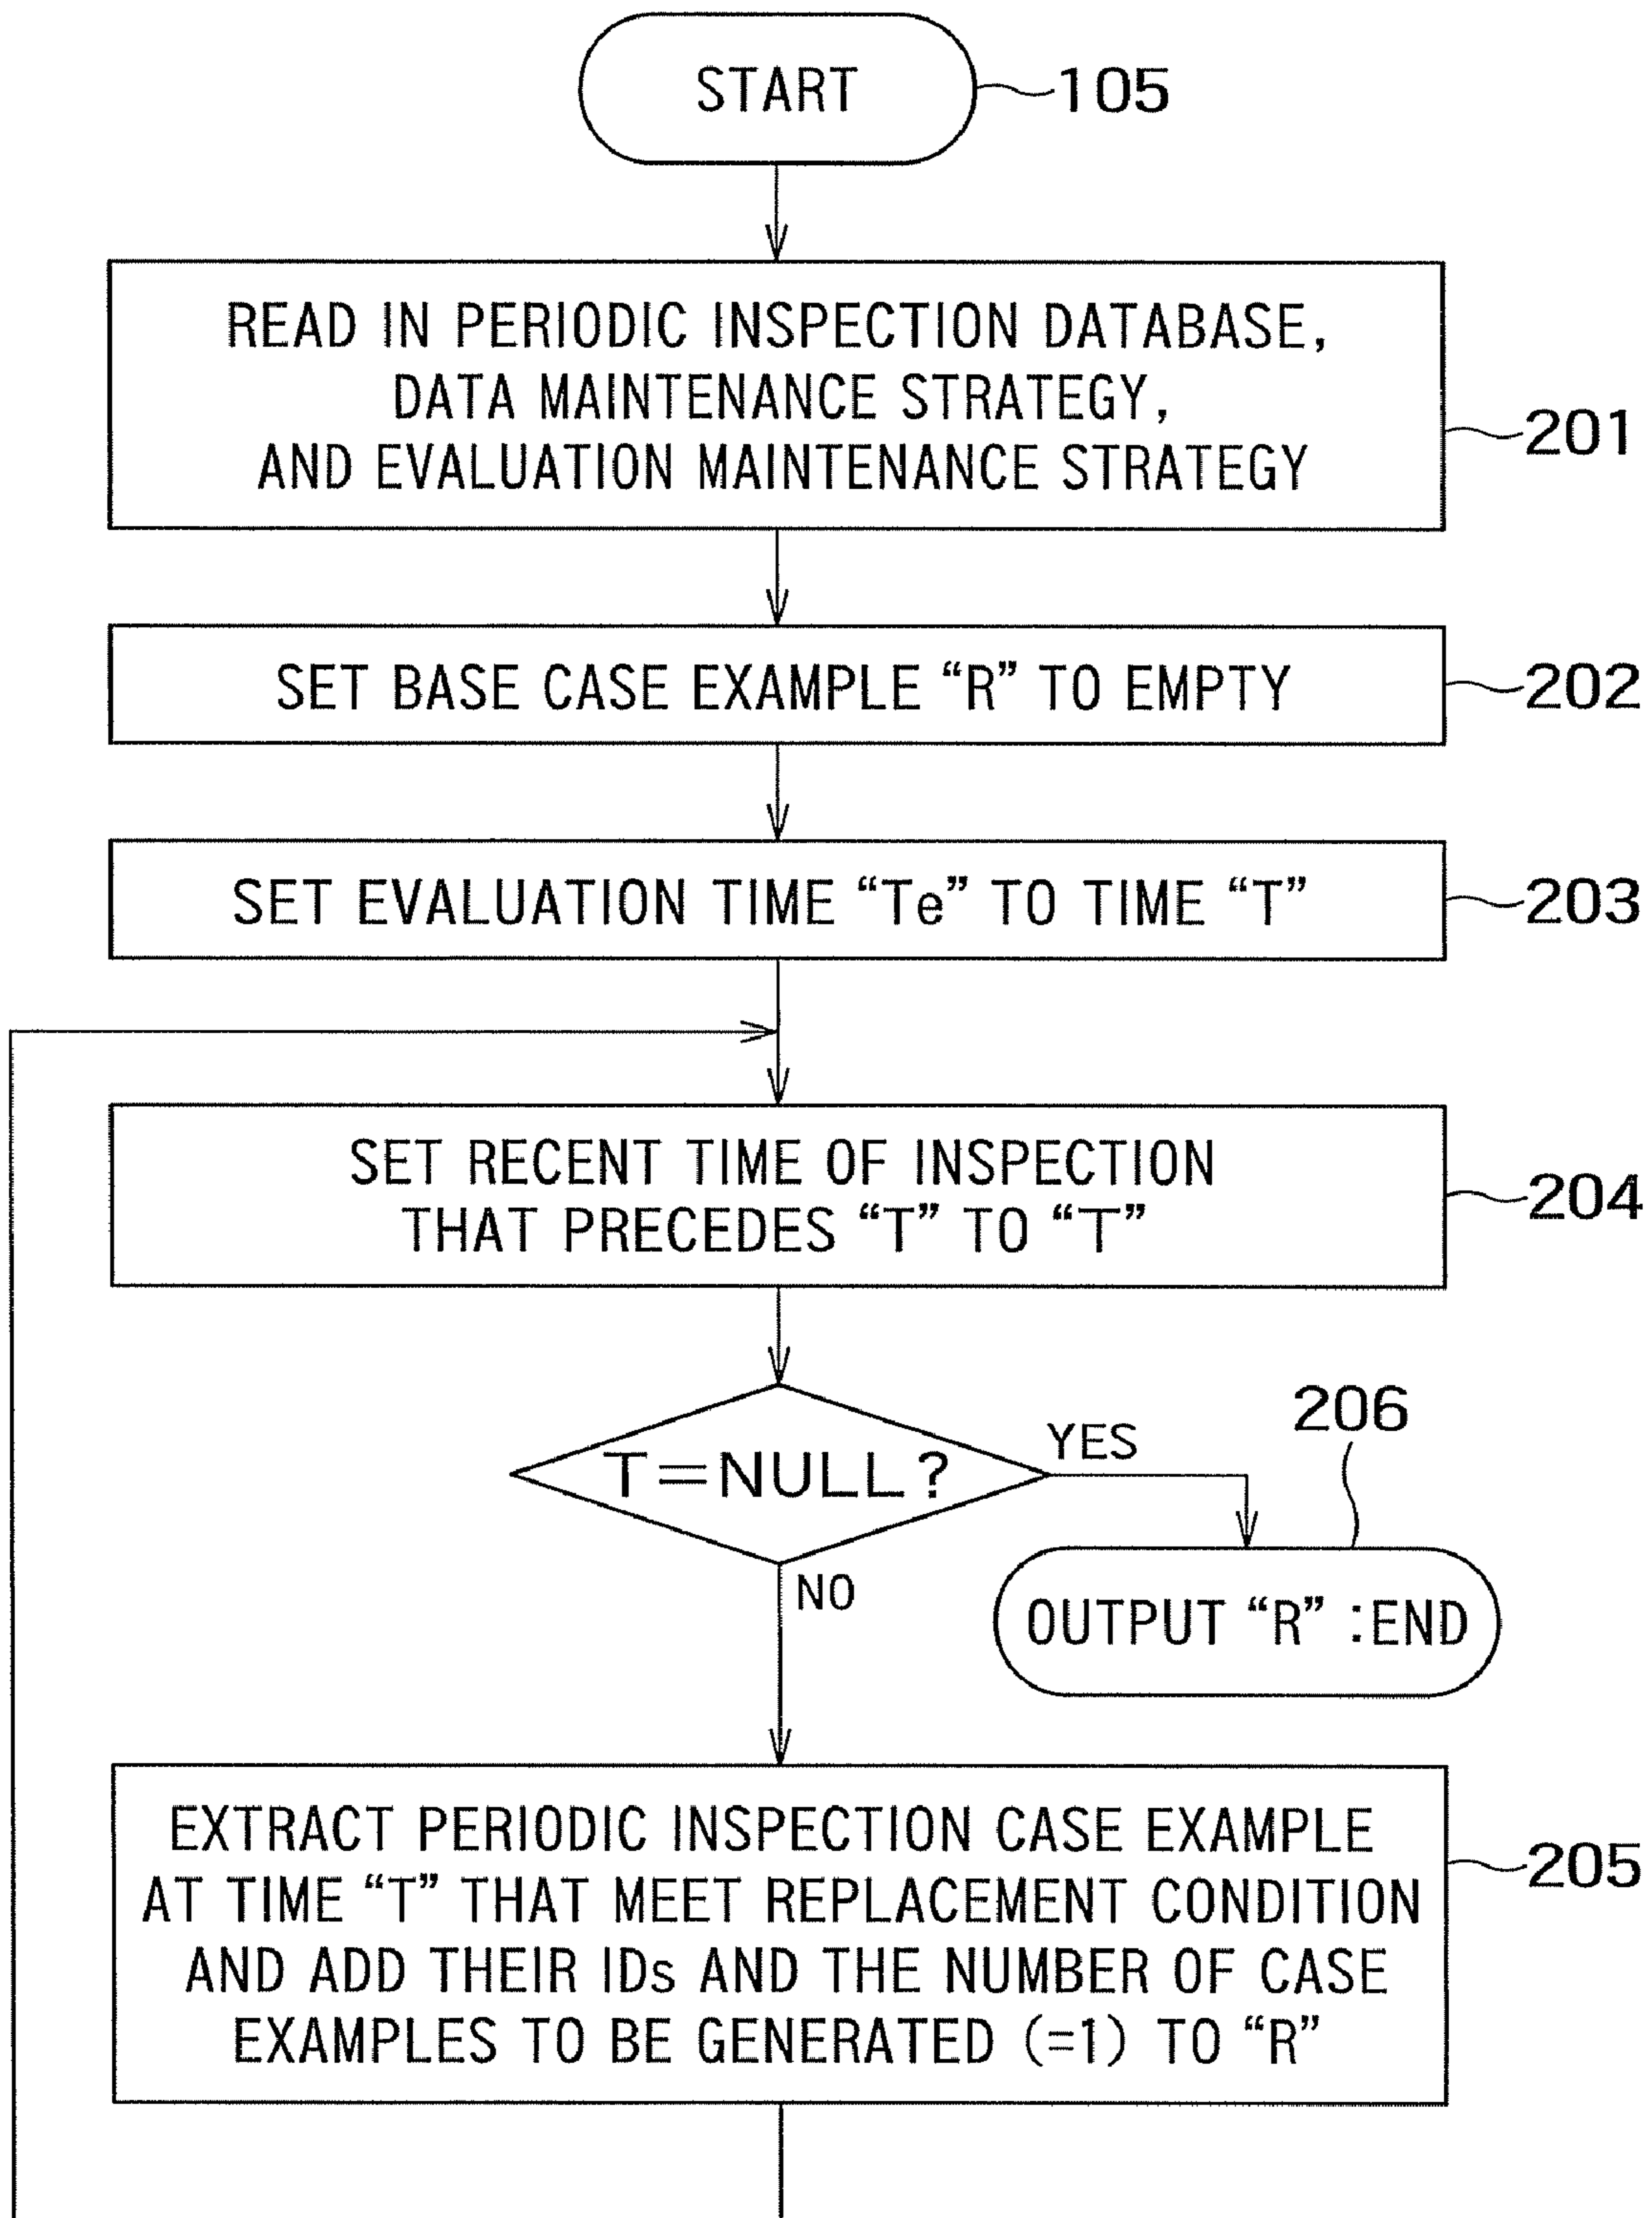 START
105
READ IN PERIODIC INSPECTION DATABASE,
DATA MAINTENANCE STRATEGY,
AND EVALUATION MAINTENANCE STRATEGY
201
SET BASE CASE EXAMPLE “R” TO EMPTY
202
SET EVALUATION TIME “Te” TO TIME “T”
203
SET RECENT TIME OF INSPECTION
THAT PRECEDES “T” TO “T”
204
T=NULL?
YES
206
NO
OUTPUT “R” :END
EXTRACT PERIODIC INSPECTION CASE EXAMPLE
AT TIME “T” THAT MEET REPLACEMENT CONDITION
AND ADD THEIR IDs AND THE NUMBER OF CASE
EXAMPLES TO BE GENERATED (=1) TO “R”
205